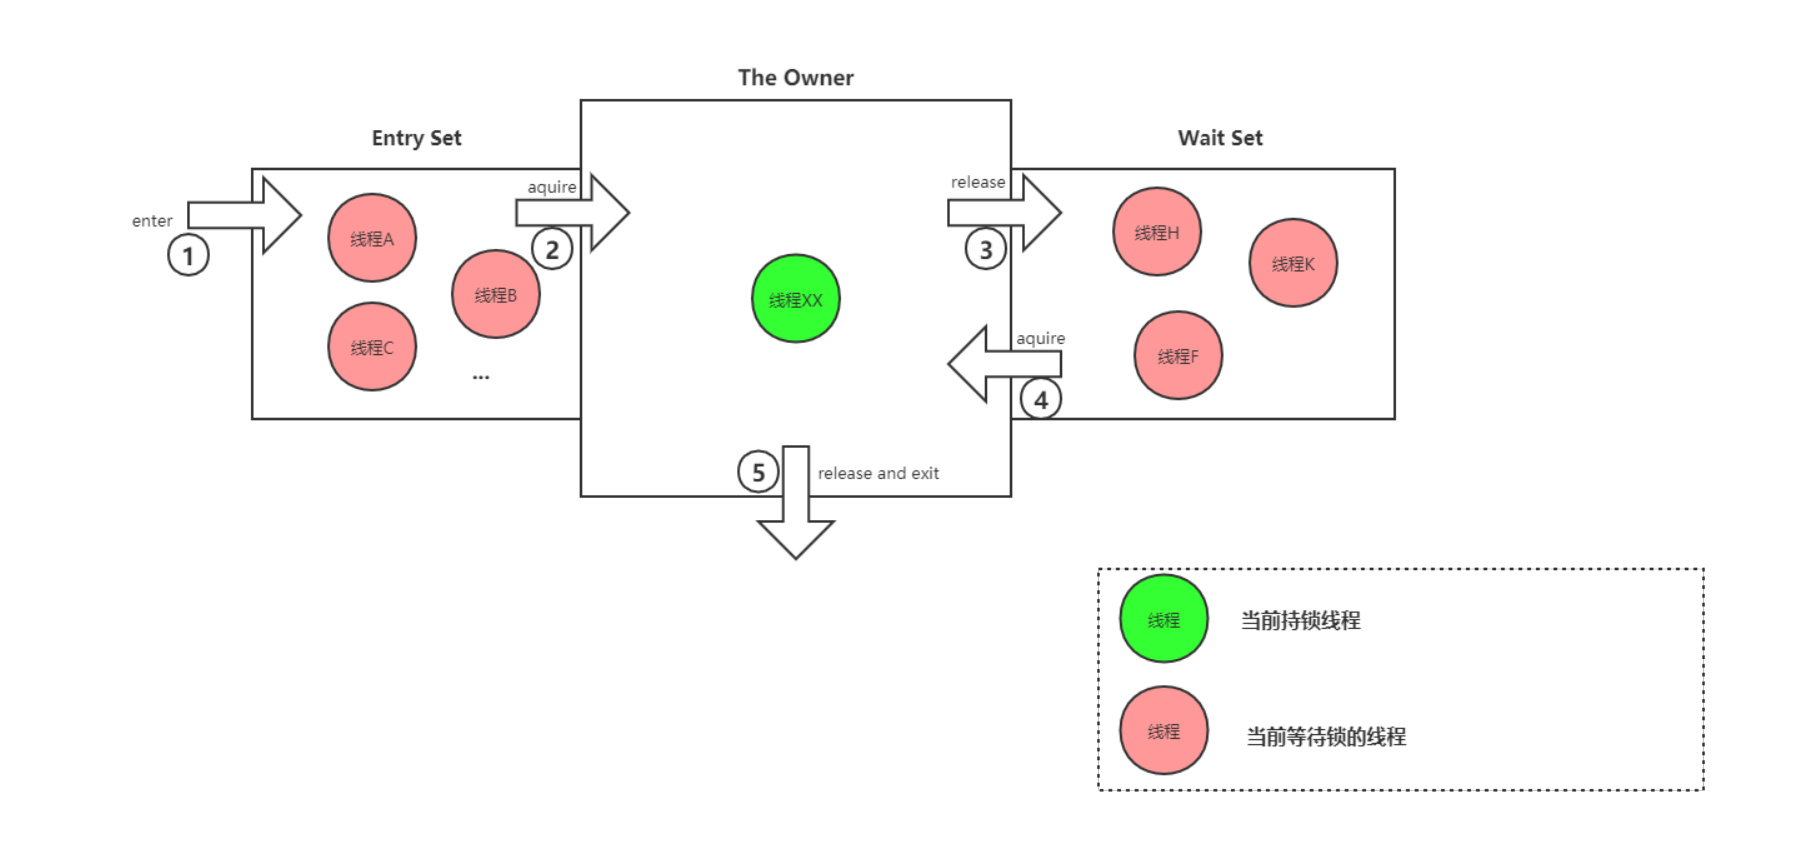 The Owner
Entry Set
Wait Set
enter
1
线程A
线程B
线程C
...
aquire
2
线程XX
release
3
线程H
线程K
线程F
aquire
4
5
release and exit
线程
当前持锁线程
线程
当前等待锁的线程